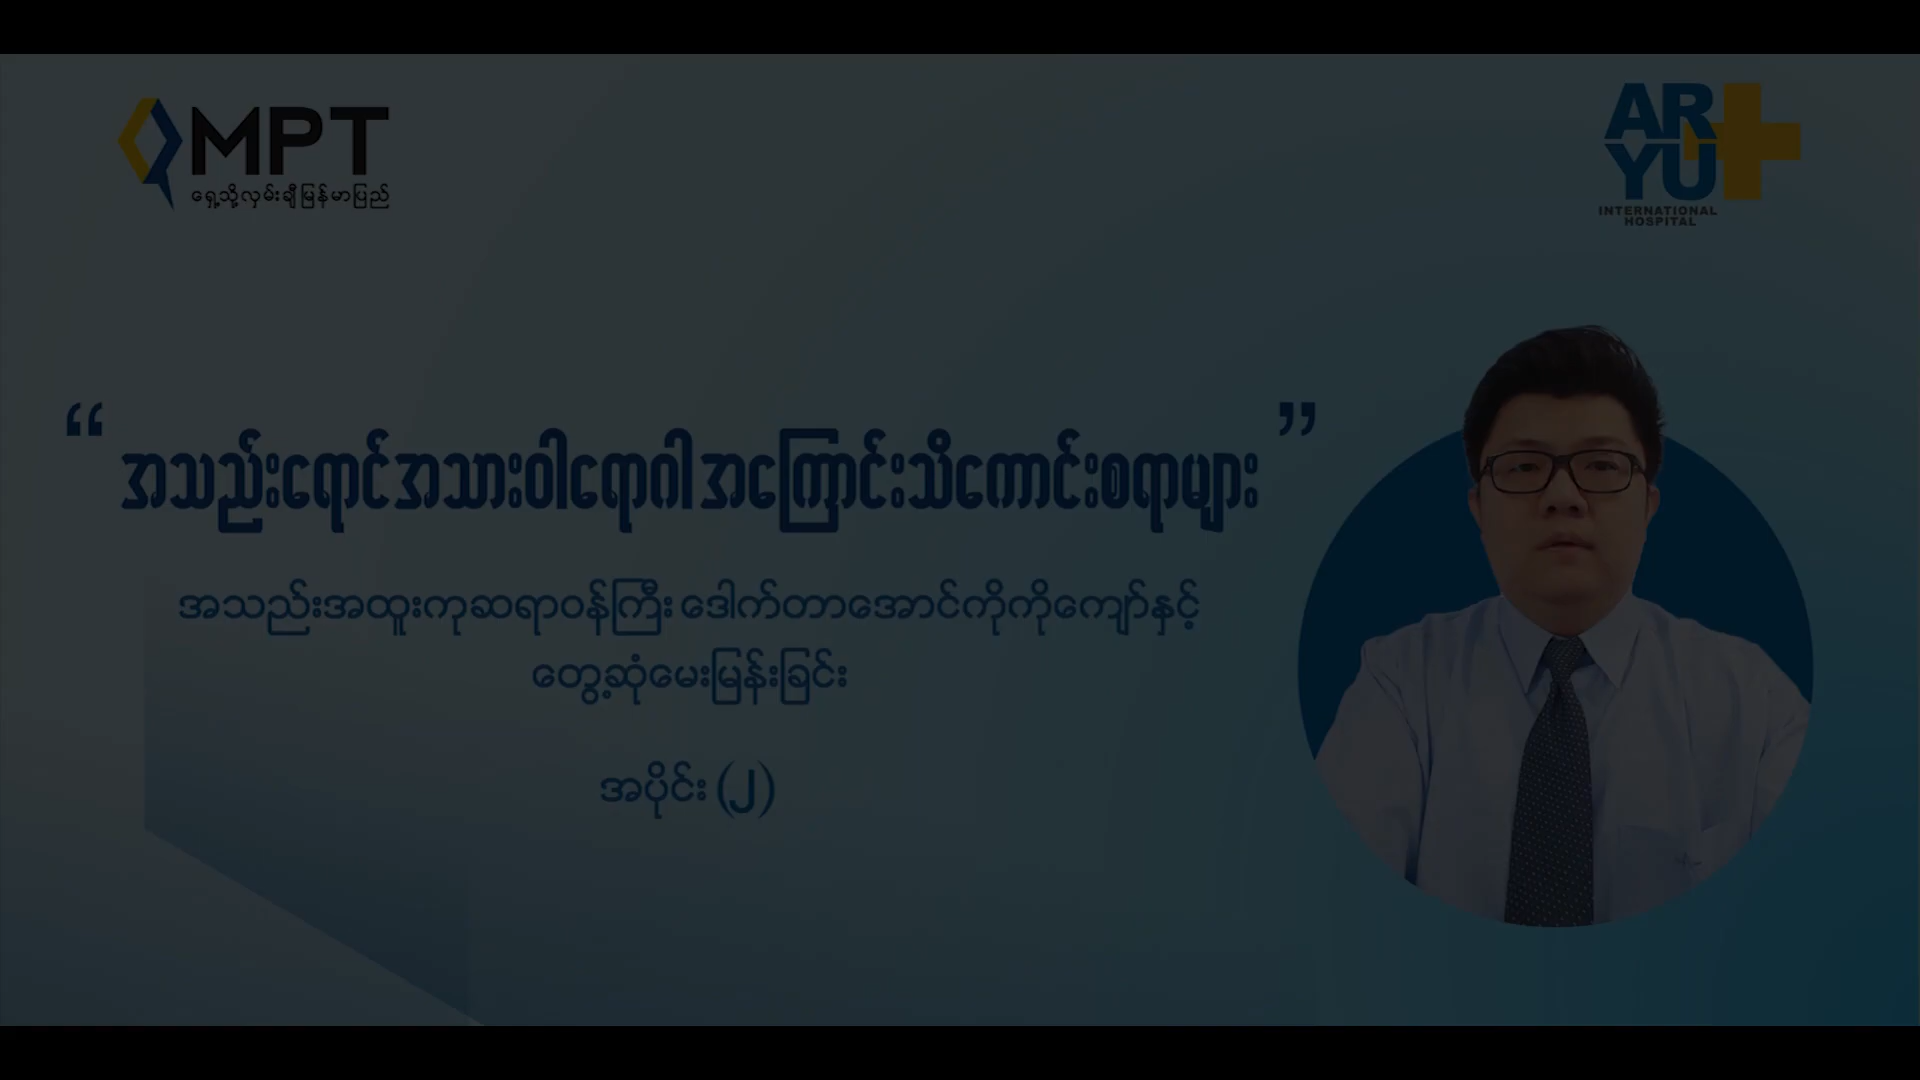 MPT
ရှေ့သို့လှမ်းချီမြန်မာပြည်
AR
YU
INTERNATIONAL
HOSPITAL
“အသည်းရောင်အသားဝါရောဂါအကြောင်းသိကောင်းစရာများ”
အသည်းအထူးကုဆရာဝန်ကြီး ဒေါက်တာအောင်ကိုကိုကျော်နှင့်
တွေ့ဆုံမေးမြန်းခြင်း
အပိုင်း (၂)